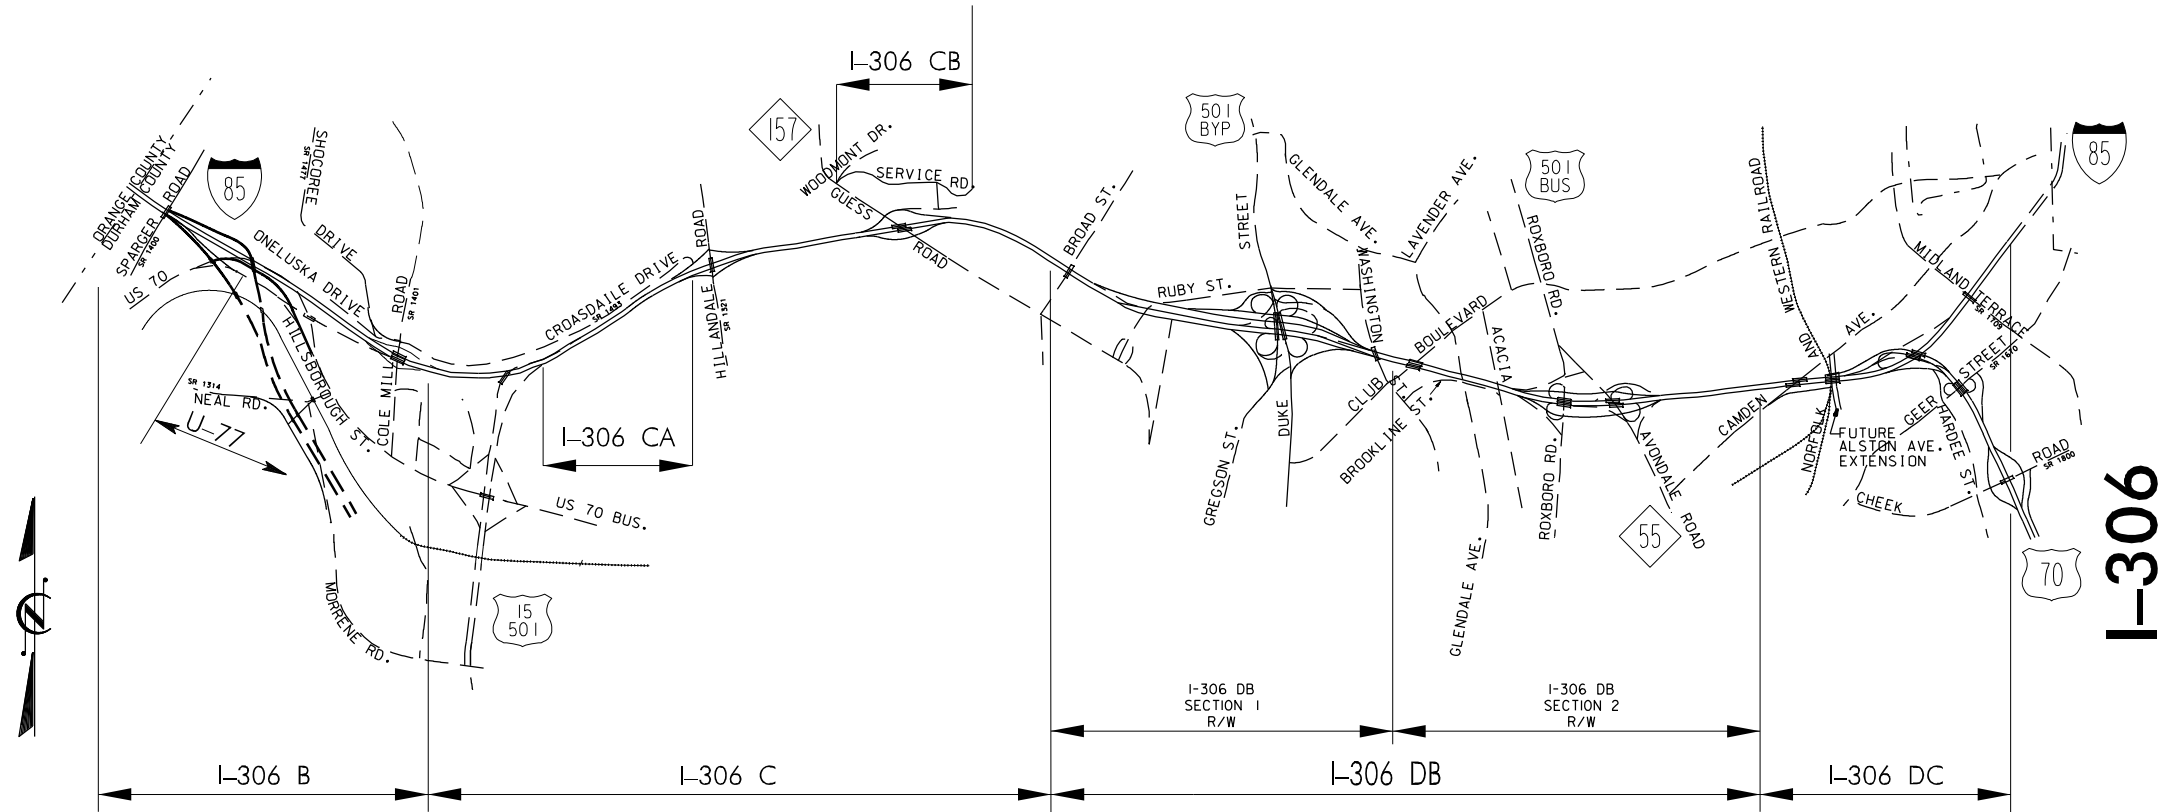 I-306 CB
157
WOODMONT DR.
SERVICE RD.
GUESS
ROAD
501
BYP
501
BUS
85
85
ORANGE COUNTY
DURHAM COUNTY
SPARGER ROAD
SR 1400
US 70
SHOCOREE
SR 1477
DRIVE
ONELUSKA DRIVE
ROAD
SR 1401
COLE MILL
HILLSBOROUGH ST.
SR 1314
NEAL RD.
U-77
MORRENE RD.
US 70 BUS.
15
501
CROASDAILE DRIVE
SR 1493
HILLANDALE ROAD
SR 1321
I-306 CA
BROAD ST.
RUBY ST.
STREET
DUKE
GREGSON ST.
GLENDALE AVE.
WASHINGTON
ST.
LAVENDER AVE.
CLUB BOULEVARD
BROOKLINE ST.
ACACIA
GLENDALE AVE.
ROXBORO RD.
ROXBORO RD.
AVONDALE
ROAD
55
CAMDEN AVE.
NORFOLK
AND
WESTERN RAILROAD
FUTURE
ALSTON AVE.
EXTENSION
MIDLAND TERRACE
SR 1709
GEER STREET
SR 1670
HARDEE ST.
CHEEK ROAD
SR 1800
70
I-306
I-306 DB
SECTION 1
R/W
I-306 DB
SECTION 2
R/W
I-306 B
I-306 C
I-306 DB
I-306 DC